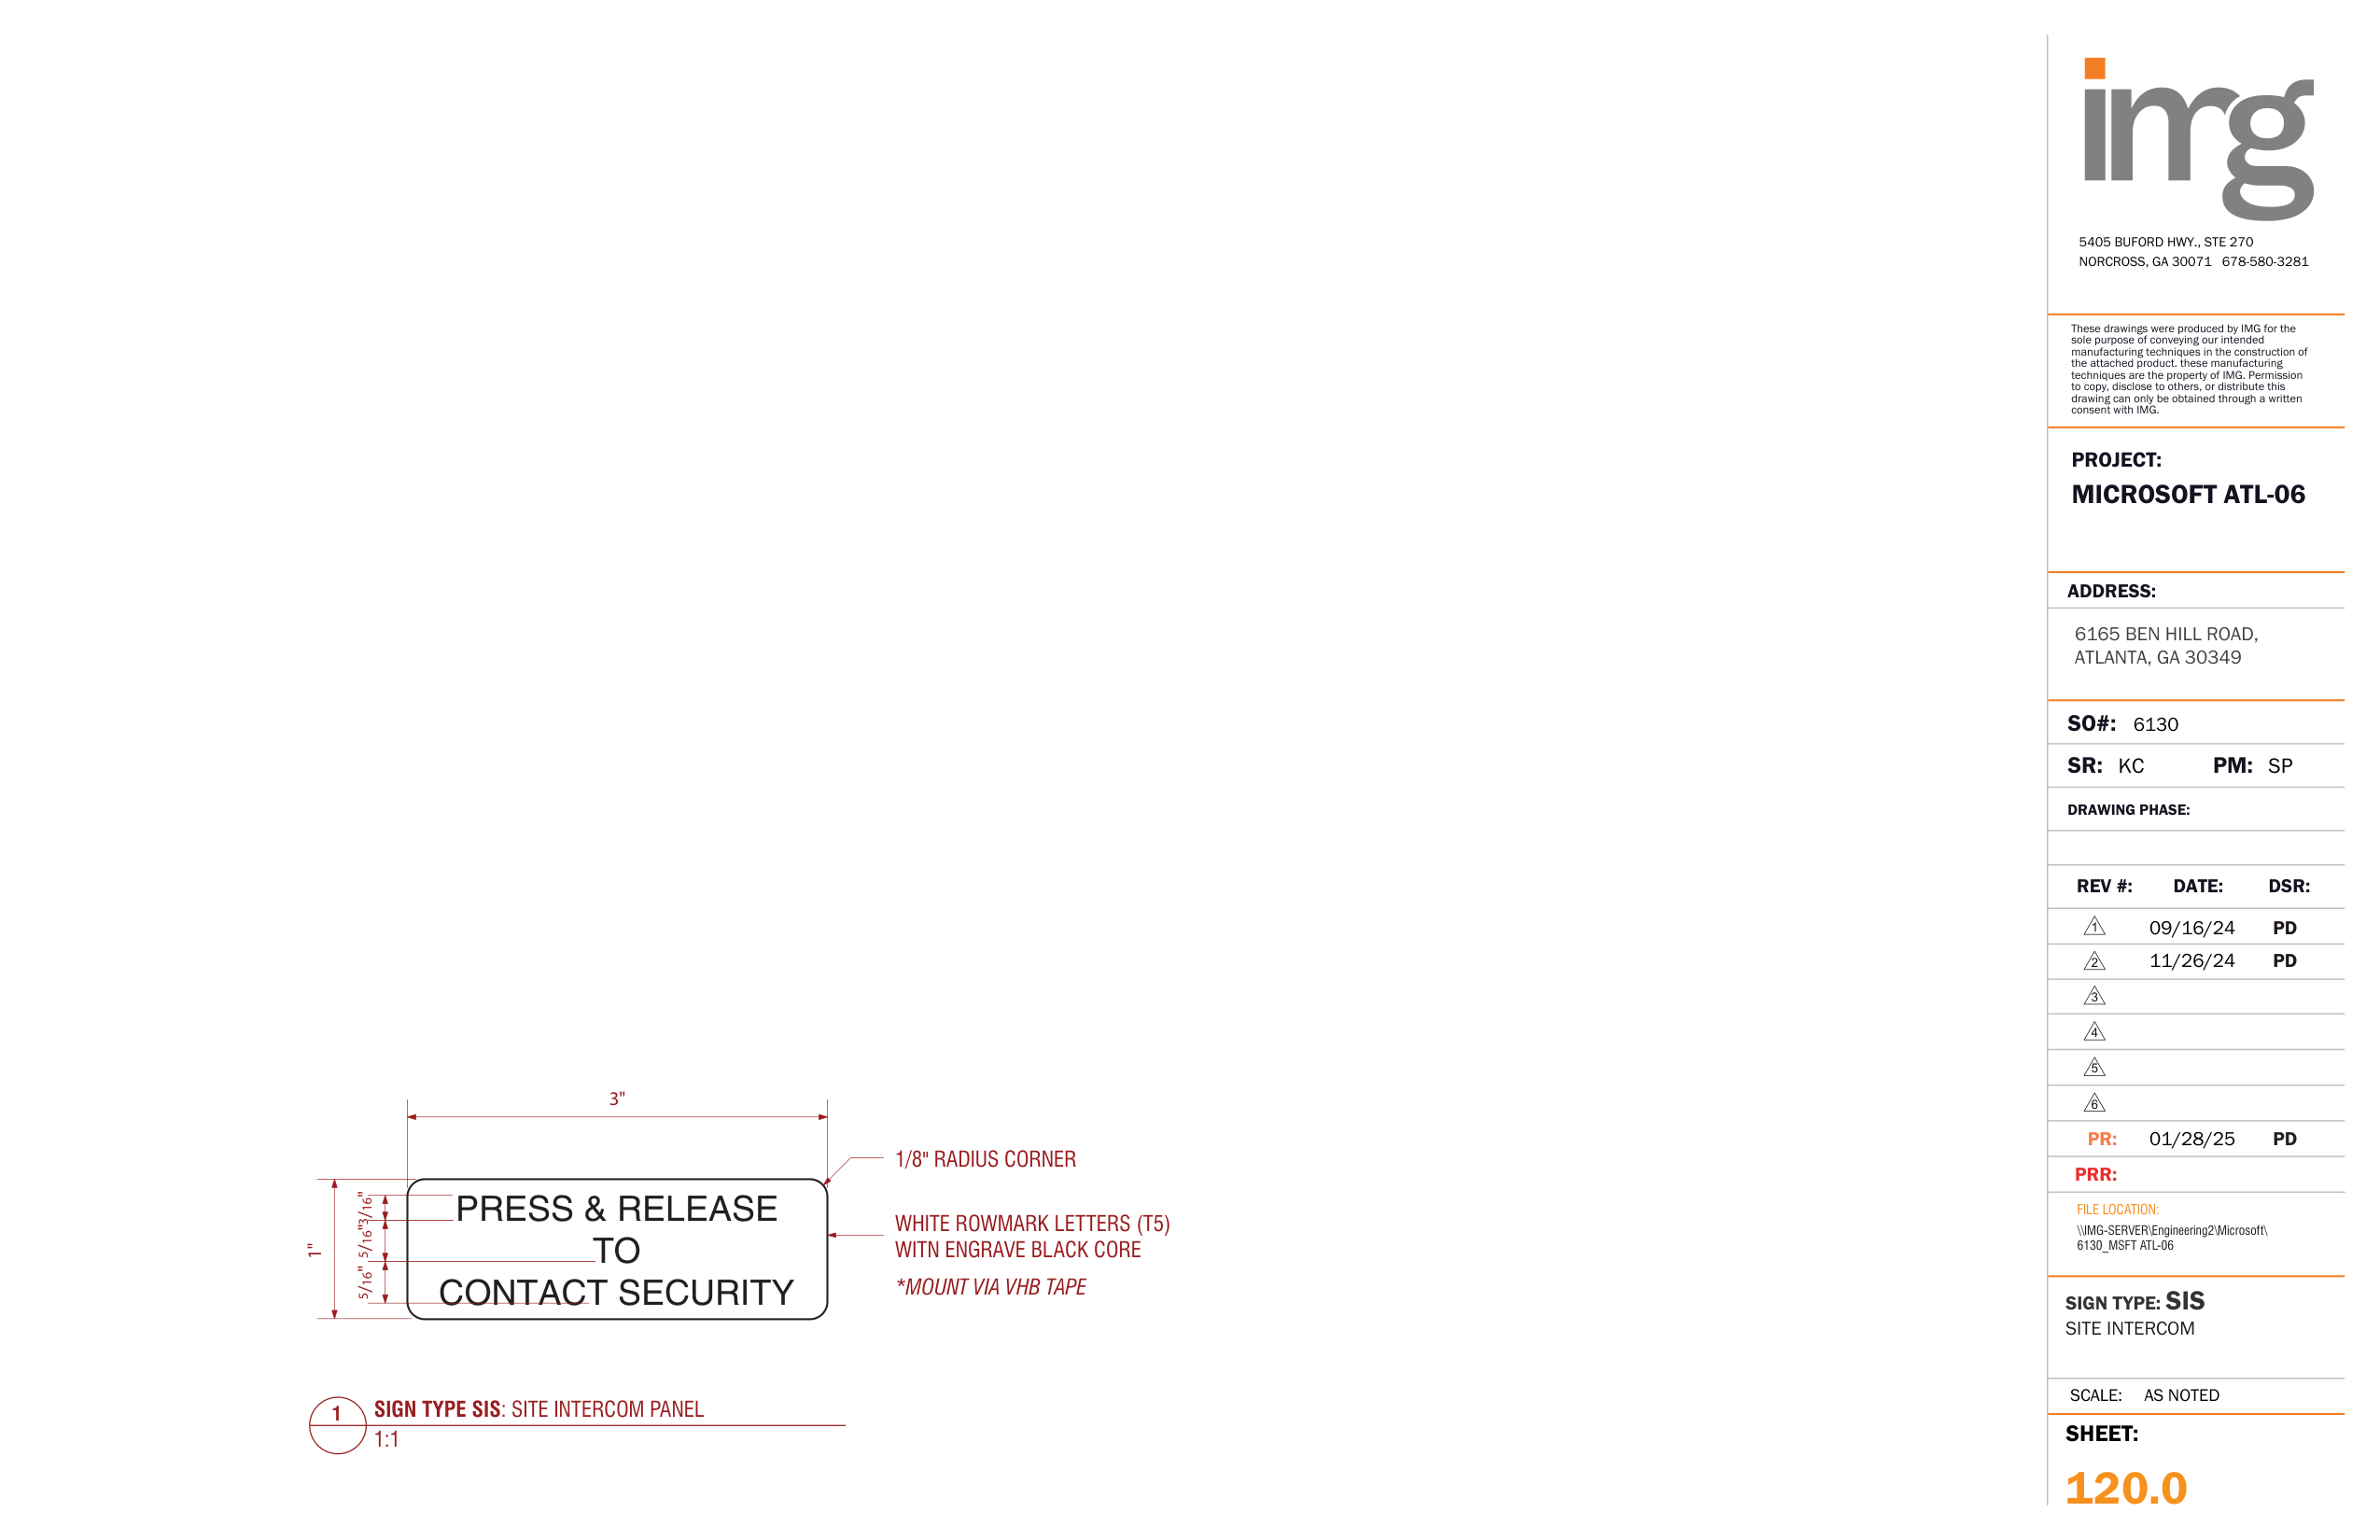 img
5405 BUFORD HWY., STE 270
NORCROSS, GA 30071 678-580-3281
These drawings were produced by IMG for the
sole purpose of conveying our intended
manufacturing techniques in the construction of
the attached product. these manufacturing
techniques are the property of IMG. Permission
to copy, disclose to others, or distribute this
drawing can only be obtained through a written
consent with IMG.
PROJECT:
MICROSOFT ATL-06
ADDRESS:
6165 BEN HILL ROAD,
ATLANTA, GA 30349
SO#: 6130
SR: KC PM: SP
DRAWING PHASE:
REV #: DATE: DSR:
1 09/16/24 PD
2 11/26/24 PD
3
4
5
6
PR: 01/28/25 PD
PRR:
FILE LOCATION:
\\IMG-SERVER\Engineering2\Microsoft\
6130_MSFT ATL-06
SIGN TYPE: SIS
SITE INTERCOM
SCALE: AS NOTED
SHEET:
120.0
3"
1"
3/16"
5/16"
5/16"
PRESS & RELEASE
TO
CONTACT SECURITY
1/8" RADIUS CORNER
WHITE ROWMARK LETTERS (T5)
WITN ENGRAVE BLACK CORE
*MOUNT VIA VHB TAPE
1 SIGN TYPE SIS: SITE INTERCOM PANEL
1:1